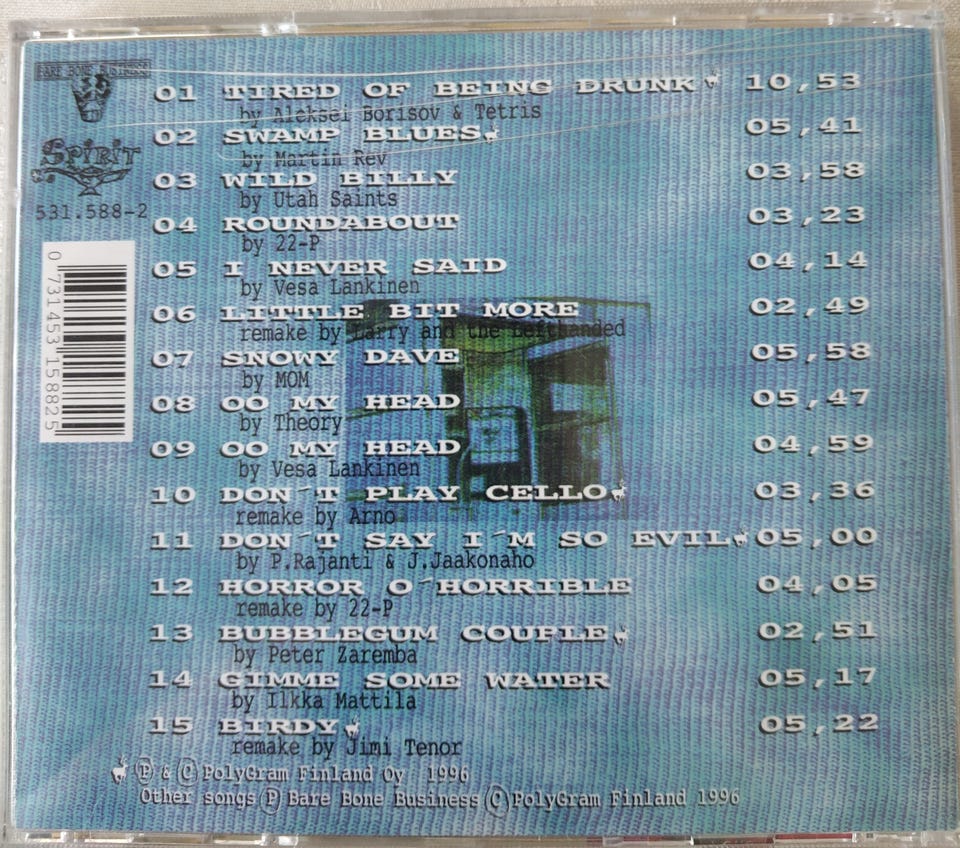 BARE BONE BUSINESS
Spirit
531.588-2
0 731453 158825
01 TIRED OF BEING DRUNK 10,53
by Aleksei Borisov & Tetris
02 SWAMP BLUES 05,41
by Martin Rev
03 WILD BILLY 03,58
by Utah Saints
04 ROUNDABOUT 03,23
by 22-P
05 I NEVER SAID 04,14
by Vesa Lankinen
06 LITTLE BIT MORE 02,49
remake by Larry and the Lefthanded
07 SNOWY DAVE 05,58
by MOM
08 OO MY HEAD 05,47
by Theory
09 OO MY HEAD 04,59
by Vesa Lankinen
10 DON´T PLAY CELLO 03,36
remake by Arno
11 DON´T SAY I´M SO EVIL 05,00
by P.Rajanti & J.Jaakonaho
12 HORROR O´HORRIBLE 04,05
remake by 22-P
13 BUBBLEGUM COUPLE 02,51
by Peter Zaremba
14 GIMME SOME WATER 05,17
by Ilkka Mattila
15 BIRDY 05,22
remake by Jimi Tenor
Ⓟ & © PolyGram Finland Oy 1996
Other songs Ⓟ Bare Bone Business © PolyGram Finland 1996